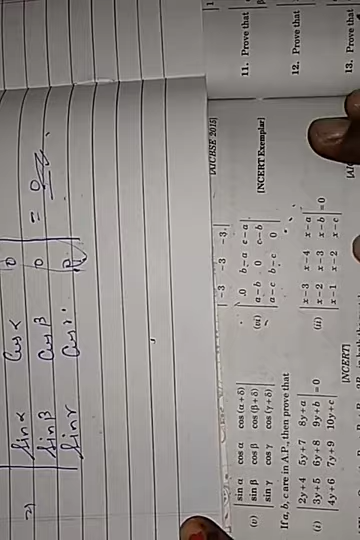 => | sin α cos α 0 |
| sin β cos β 0 | = 0
| sin γ cos γ 0 |
|-3 -3 -3|
[AICHSE 2015]
(v) | sin α cos α cos (α + δ) |
| sin β cos β cos (β + δ) |
| sin γ cos γ cos (γ + δ) |
(vi) | 0 b−a c−a |
| a−b 0 c−b |
| a−c b−c 0 |
[NCERT Exemplar]
If a, b, c are in A.P., then prove that
(i) | 2y+4 5y+7 8y+a |
| 3y+5 6y+8 9y+b | =0
| 4y+6 7y+9 10y+c |
[NCERT]
(ii) | x−3 x−4 x−a |
| x−2 x−3 x−b | =0
| x−1 x−2 x−c |
11. Prove that
12. Prove that
13. Prove that